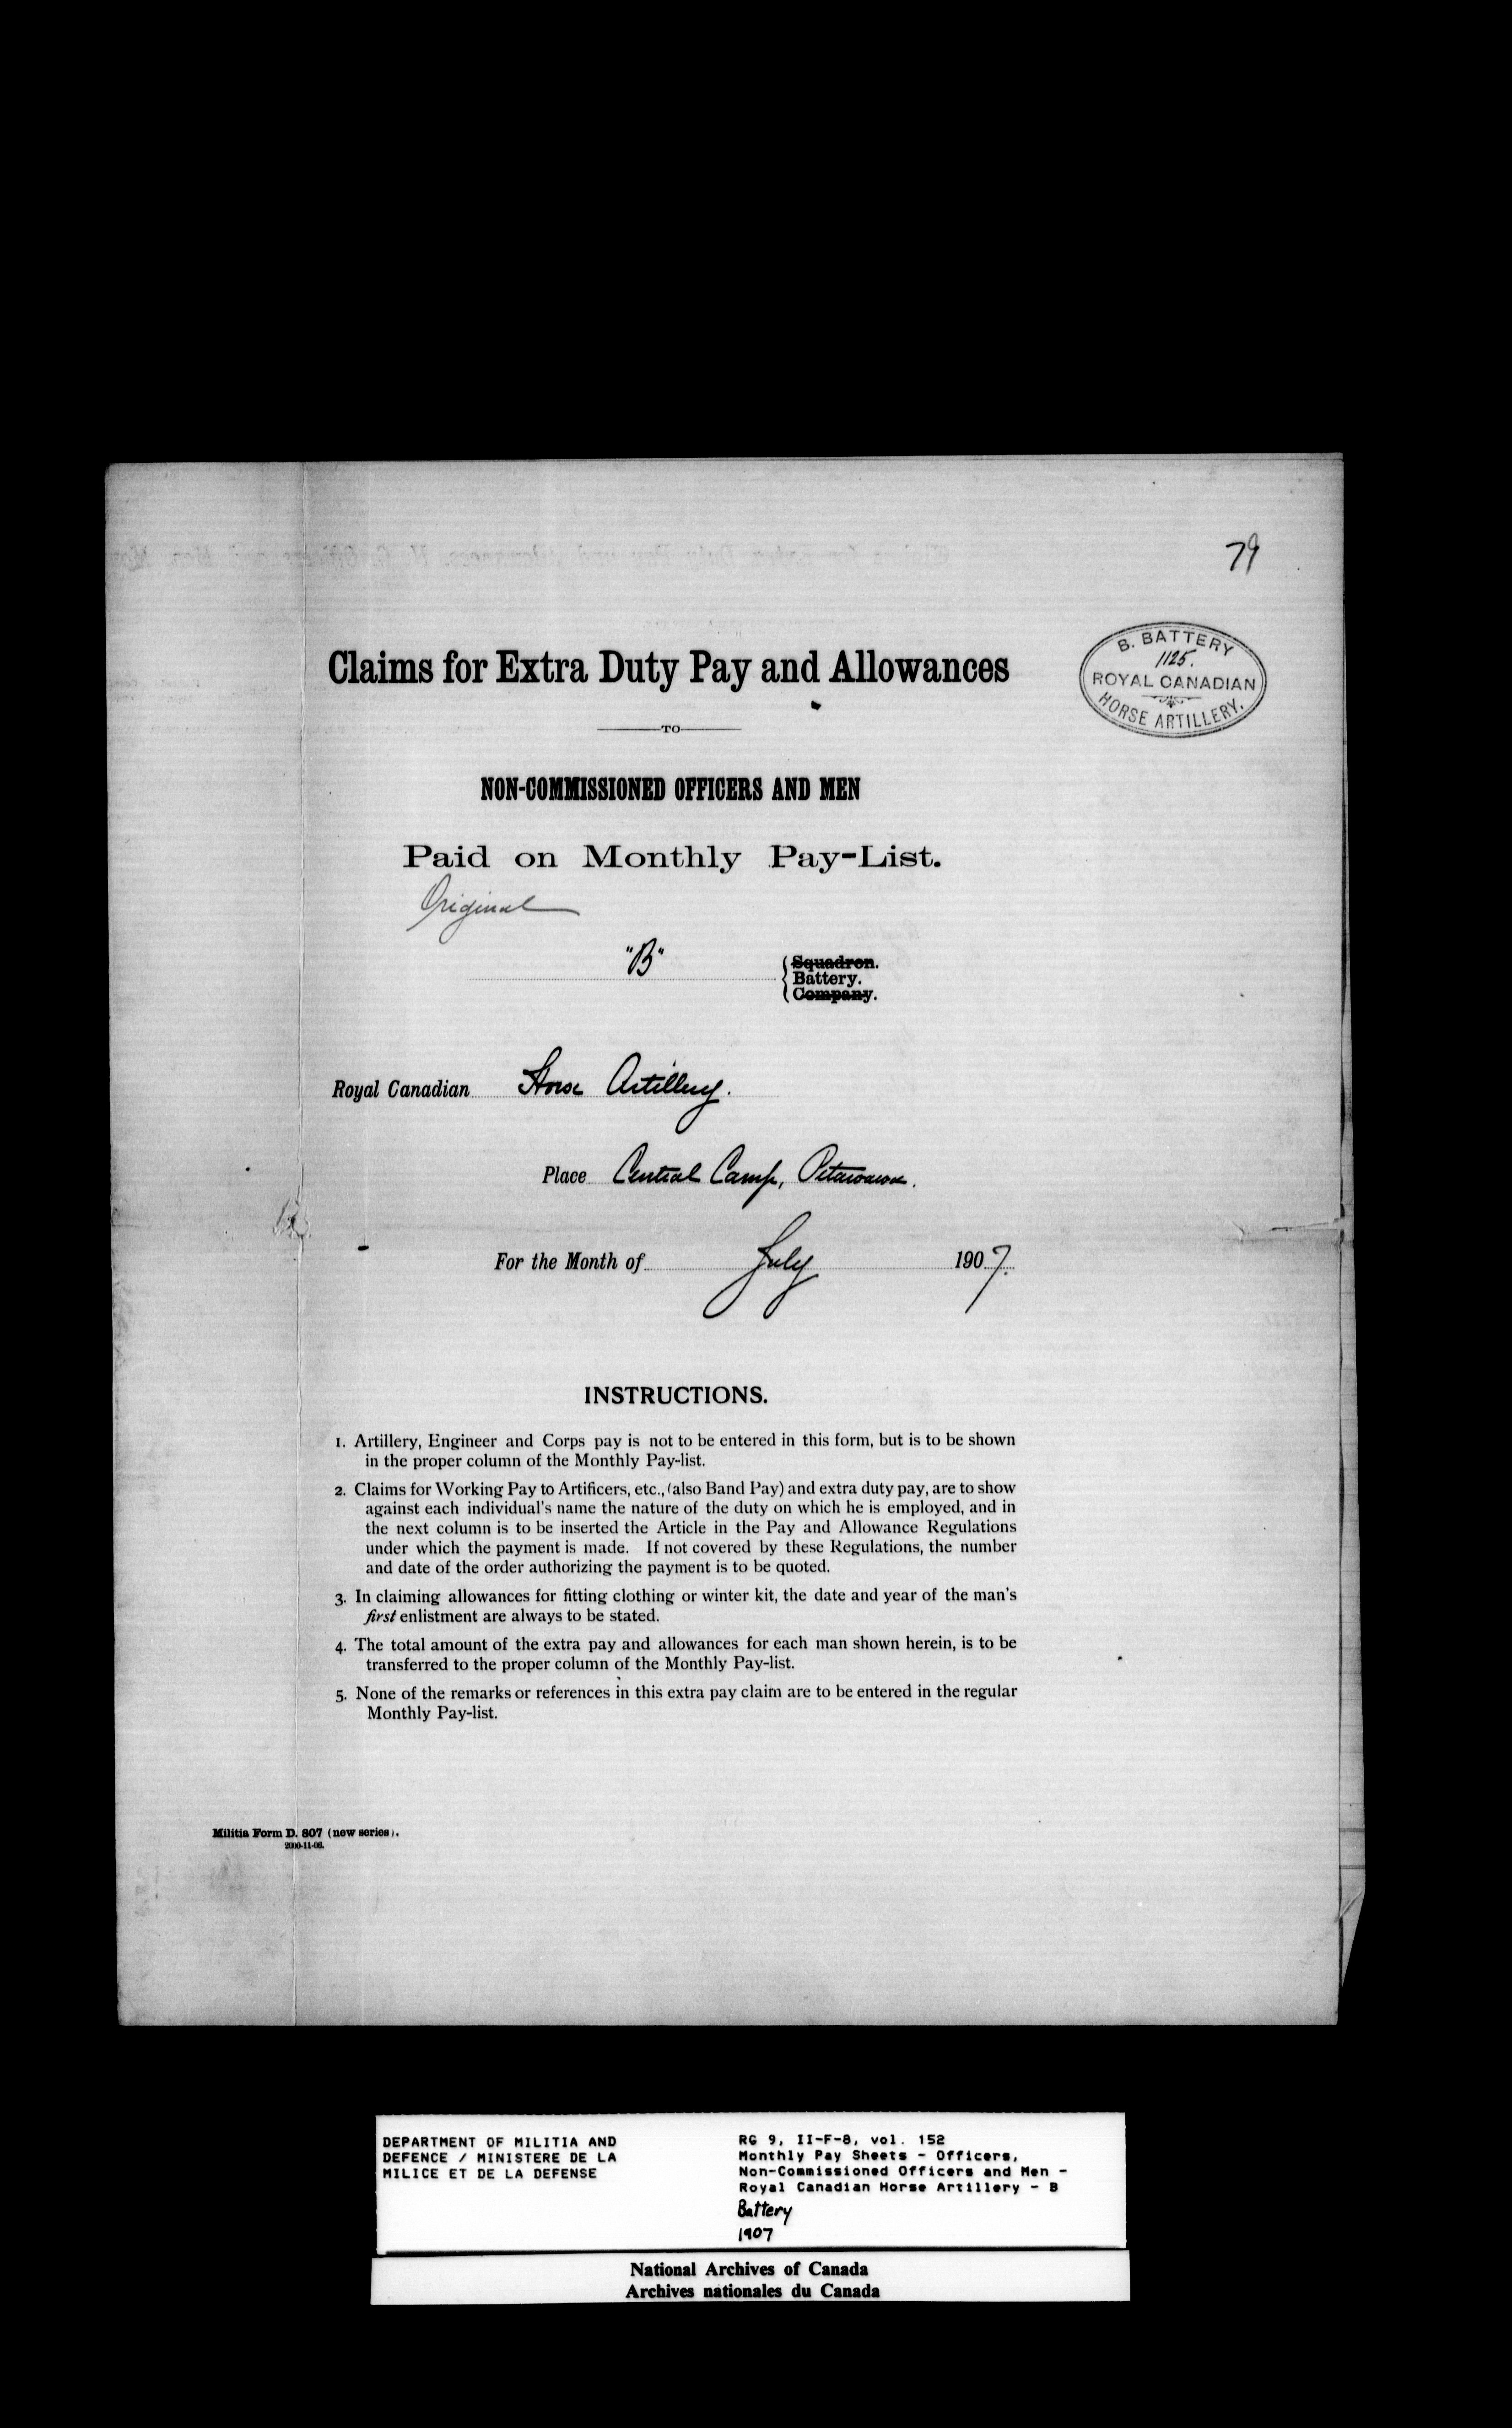 79
B. BATTERY
1125.
ROYAL CANADIAN
HORSE ARTILLERY.
Claims for Extra Duty Pay and Allowances
TO
NON-COMMISSIONED OFFICERS AND MEN
Paid on Monthly Pay-List.
Original
"B"
Squadron.
Battery.
Company.
Royal Canadian Horse Artillery.
Place Central Camp, Petawawa.
For the Month of July 1907.
INSTRUCTIONS.
1. Artillery, Engineer and Corps pay is not to be entered in this form, but is to be shown
in the proper column of the Monthly Pay-list.
2. Claims for Working Pay to Artificers, etc., (also Band Pay) and extra duty pay, are to show
against each individual's name the nature of the duty on which he is employed, and in
the next column is to be inserted the Article in the Pay and Allowance Regulations
under which the payment is made. If not covered by these Regulations, the number
and date of the order authorizing the payment is to be quoted.
3. In claiming allowances for fitting clothing or winter kit, the date and year of the man's
first enlistment are always to be stated.
4. The total amount of the extra pay and allowances for each man shown herein, is to be
transferred to the proper column of the Monthly Pay-list.
5. None of the remarks or references in this extra pay claim are to be entered in the regular
Monthly Pay-list.
Militia Form D. 807 (new series).
2000-11-06.
DEPARTMENT OF MILITIA AND
DEFENCE / MINISTERE DE LA
MILICE ET DE LA DEFENSE
RG 9, II-F-8, vol. 152
Monthly Pay Sheets - Officers,
Non-Commissioned Officers and Men -
Royal Canadian Horse Artillery - B
Battery
1907
National Archives of Canada
Archives nationales du Canada